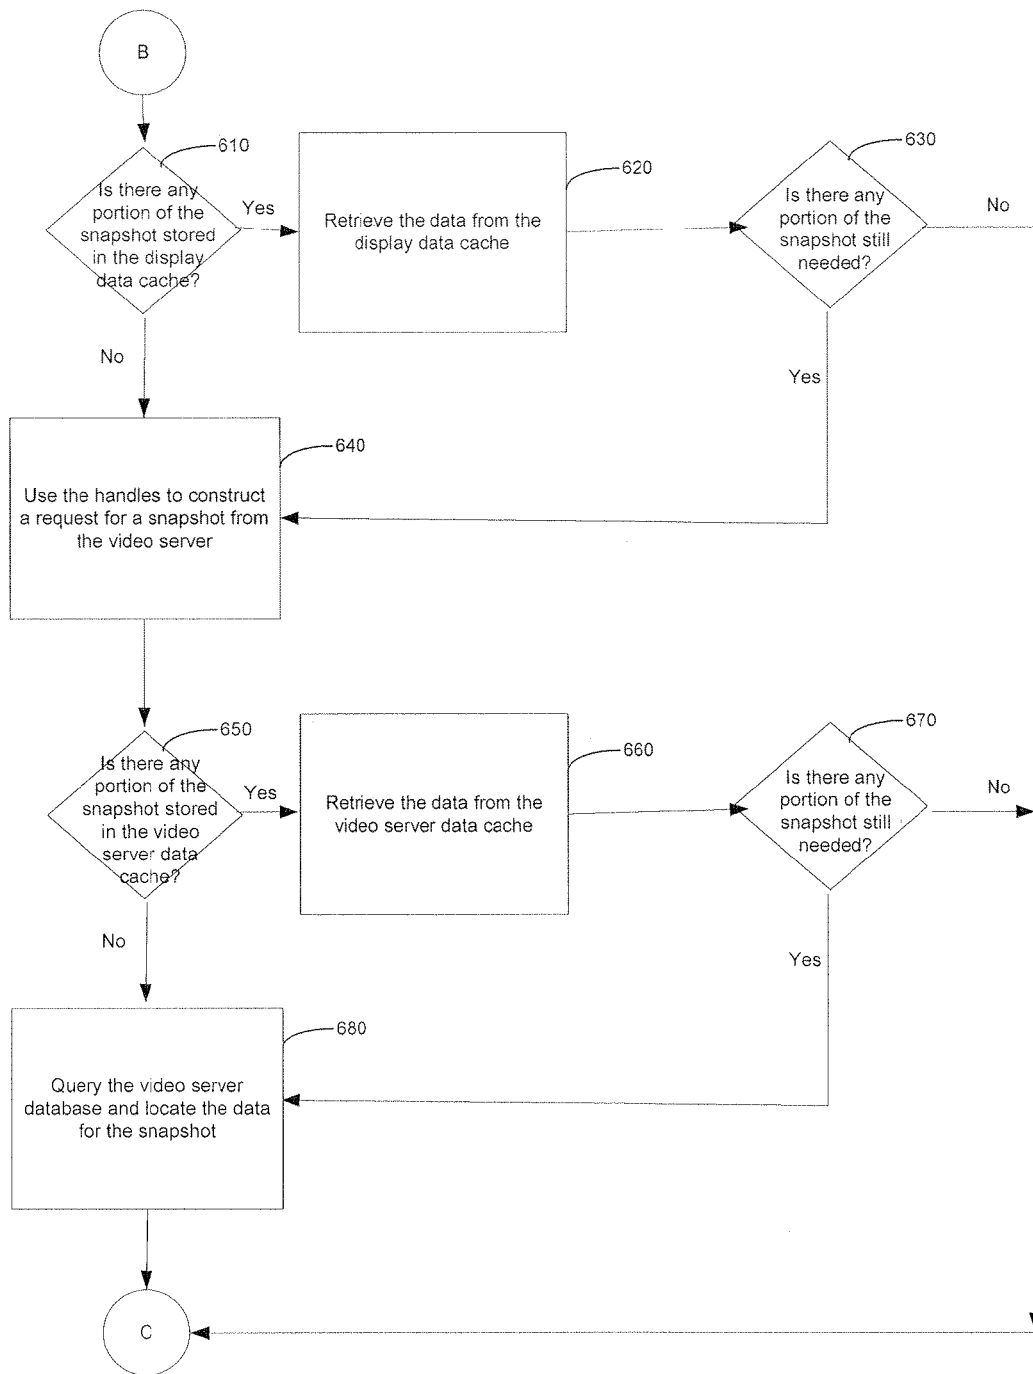 B
610
Is there any
portion of the
snapshot stored
in the display
data cache?
Yes
No
620
Retrieve the data from the
display data cache
630
Is there any
portion of the
snapshot still
needed?
No
Yes
640
Use the handles to construct
a request for a snapshot from
the video server
650
Is there any
portion of the
snapshot stored
in the video
server data
cache?
Yes
No
660
Retrieve the data from the
video server data cache
670
Is there any
portion of the
snapshot still
needed?
No
Yes
680
Query the video server
database and locate the data
for the snapshot
C